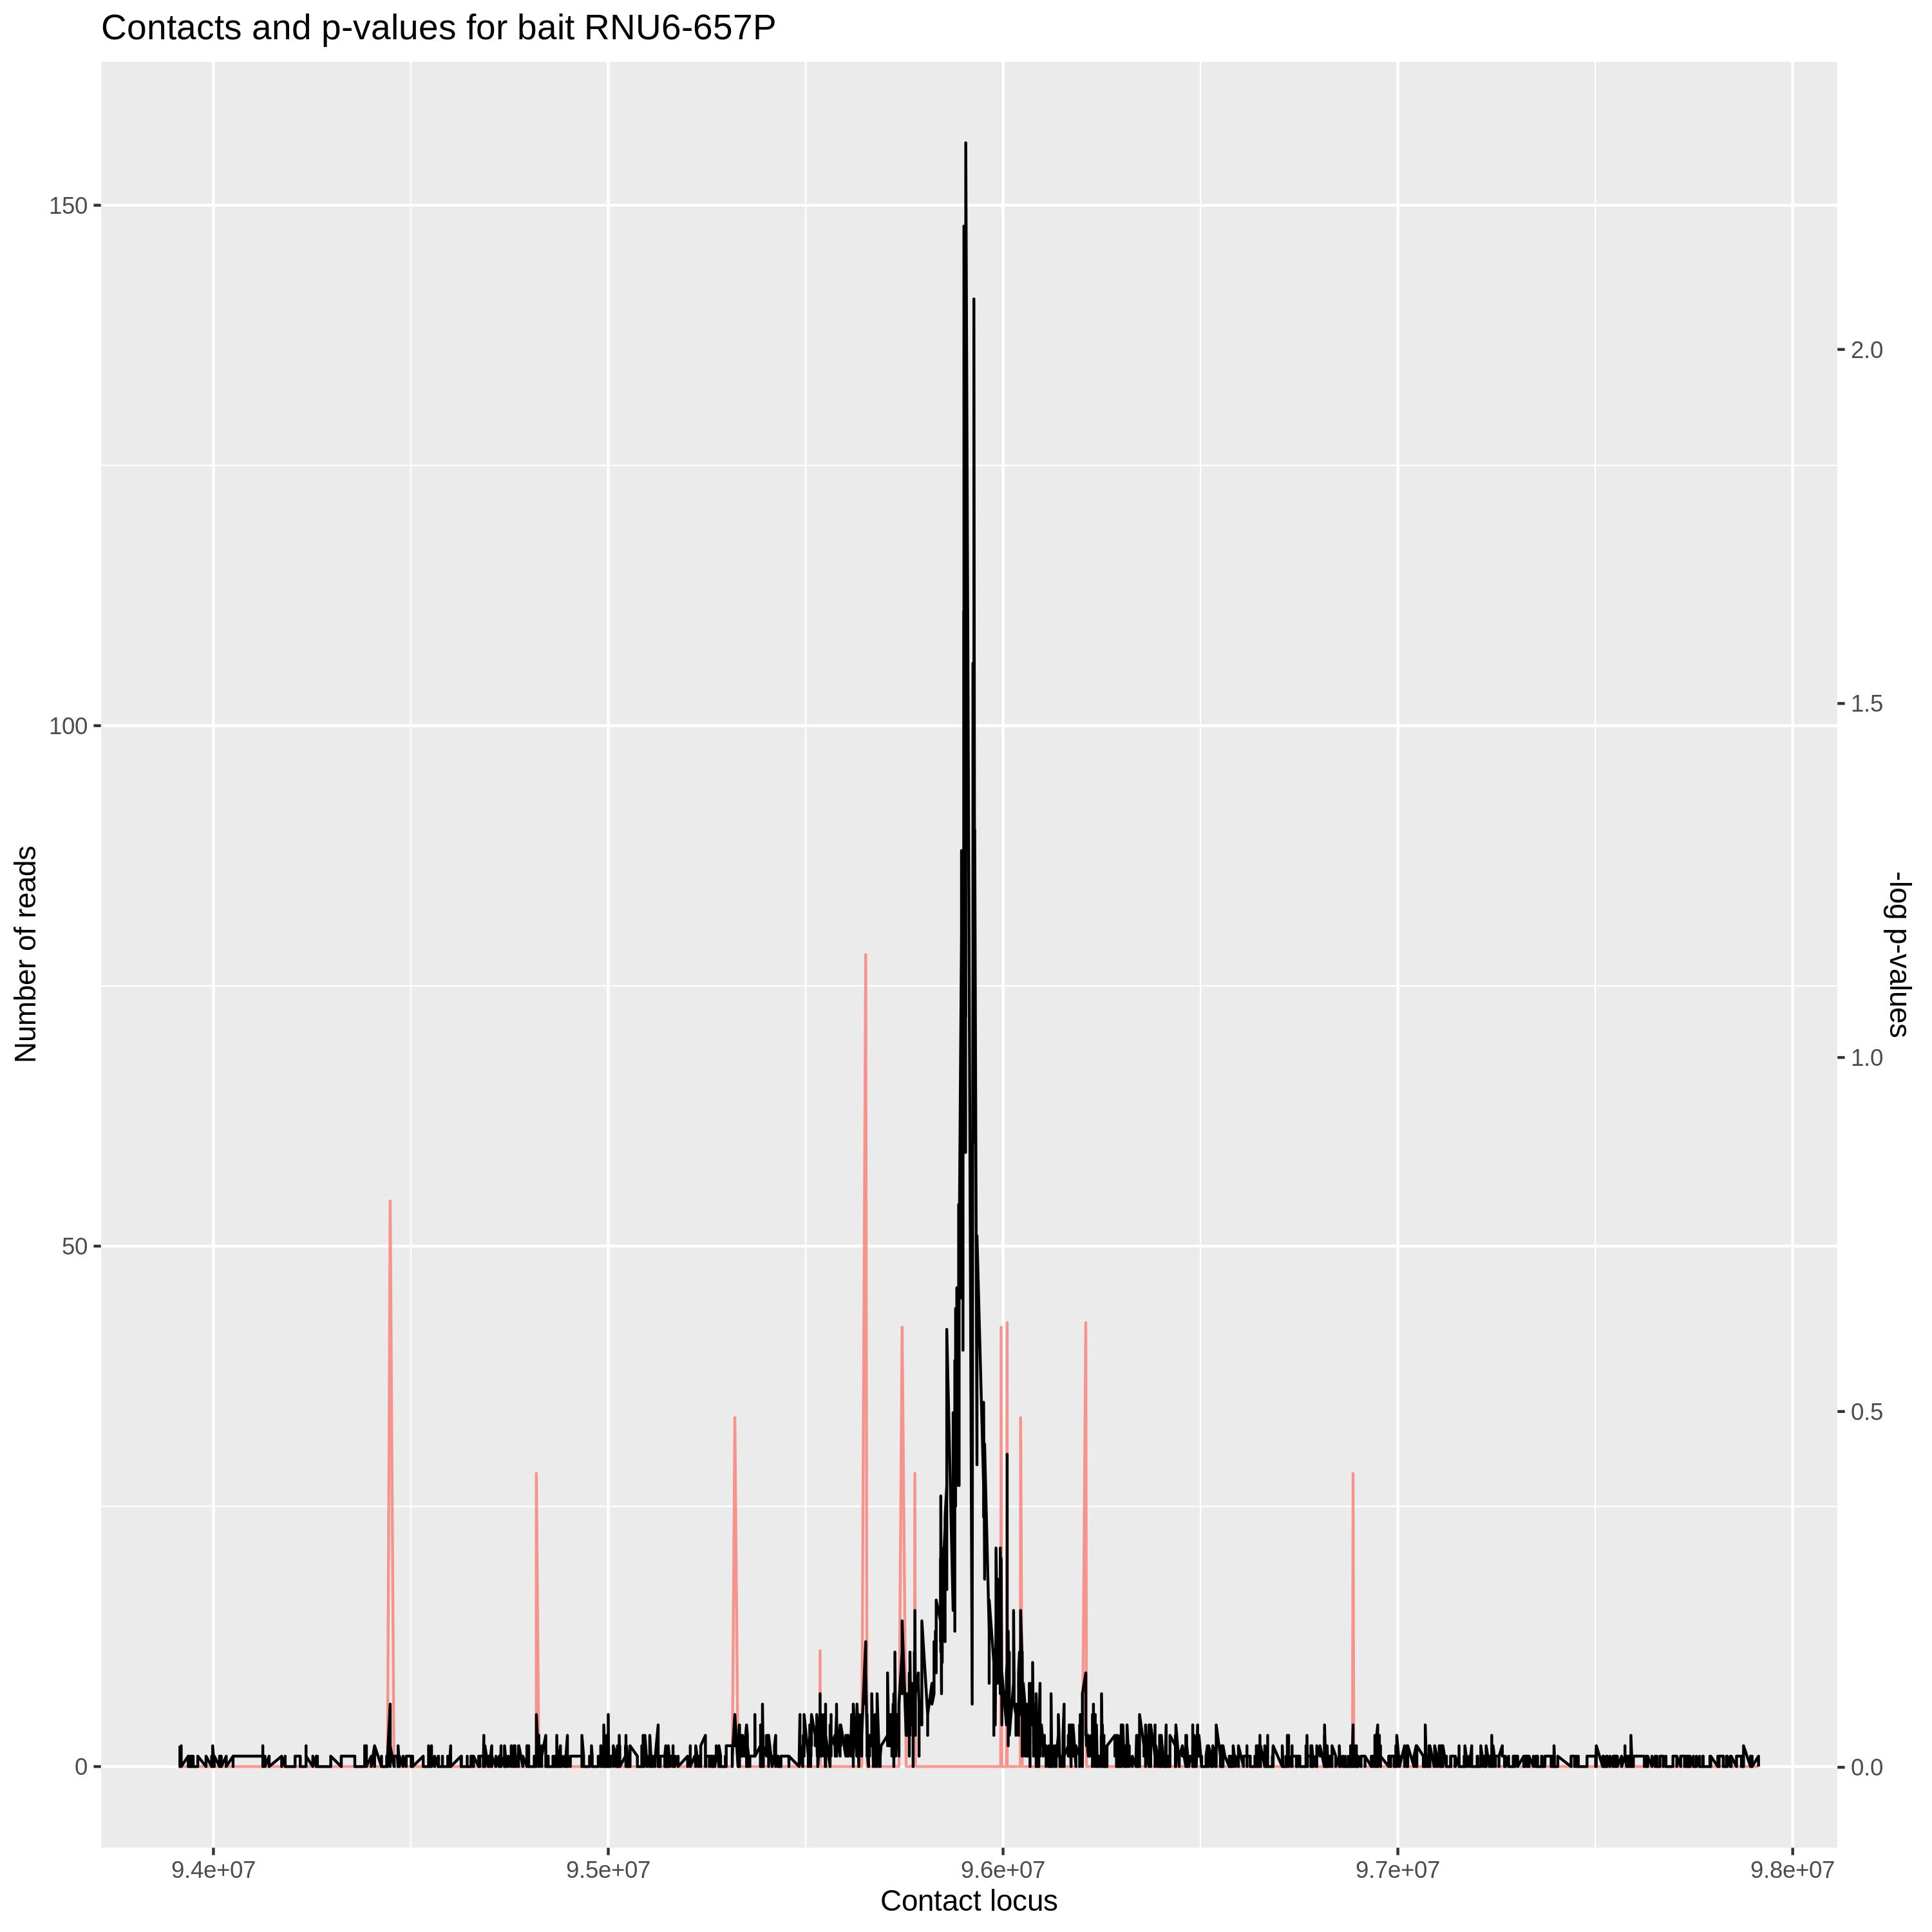 Contacts and p-values for bait RNU6-657P
150
100
50
0
Number of reads
2.0
1.5
1.0
0.5
0.0
-log p-values
9.4e+07
9.5e+07
9.6e+07
9.7e+07
9.8e+07
Contact locus